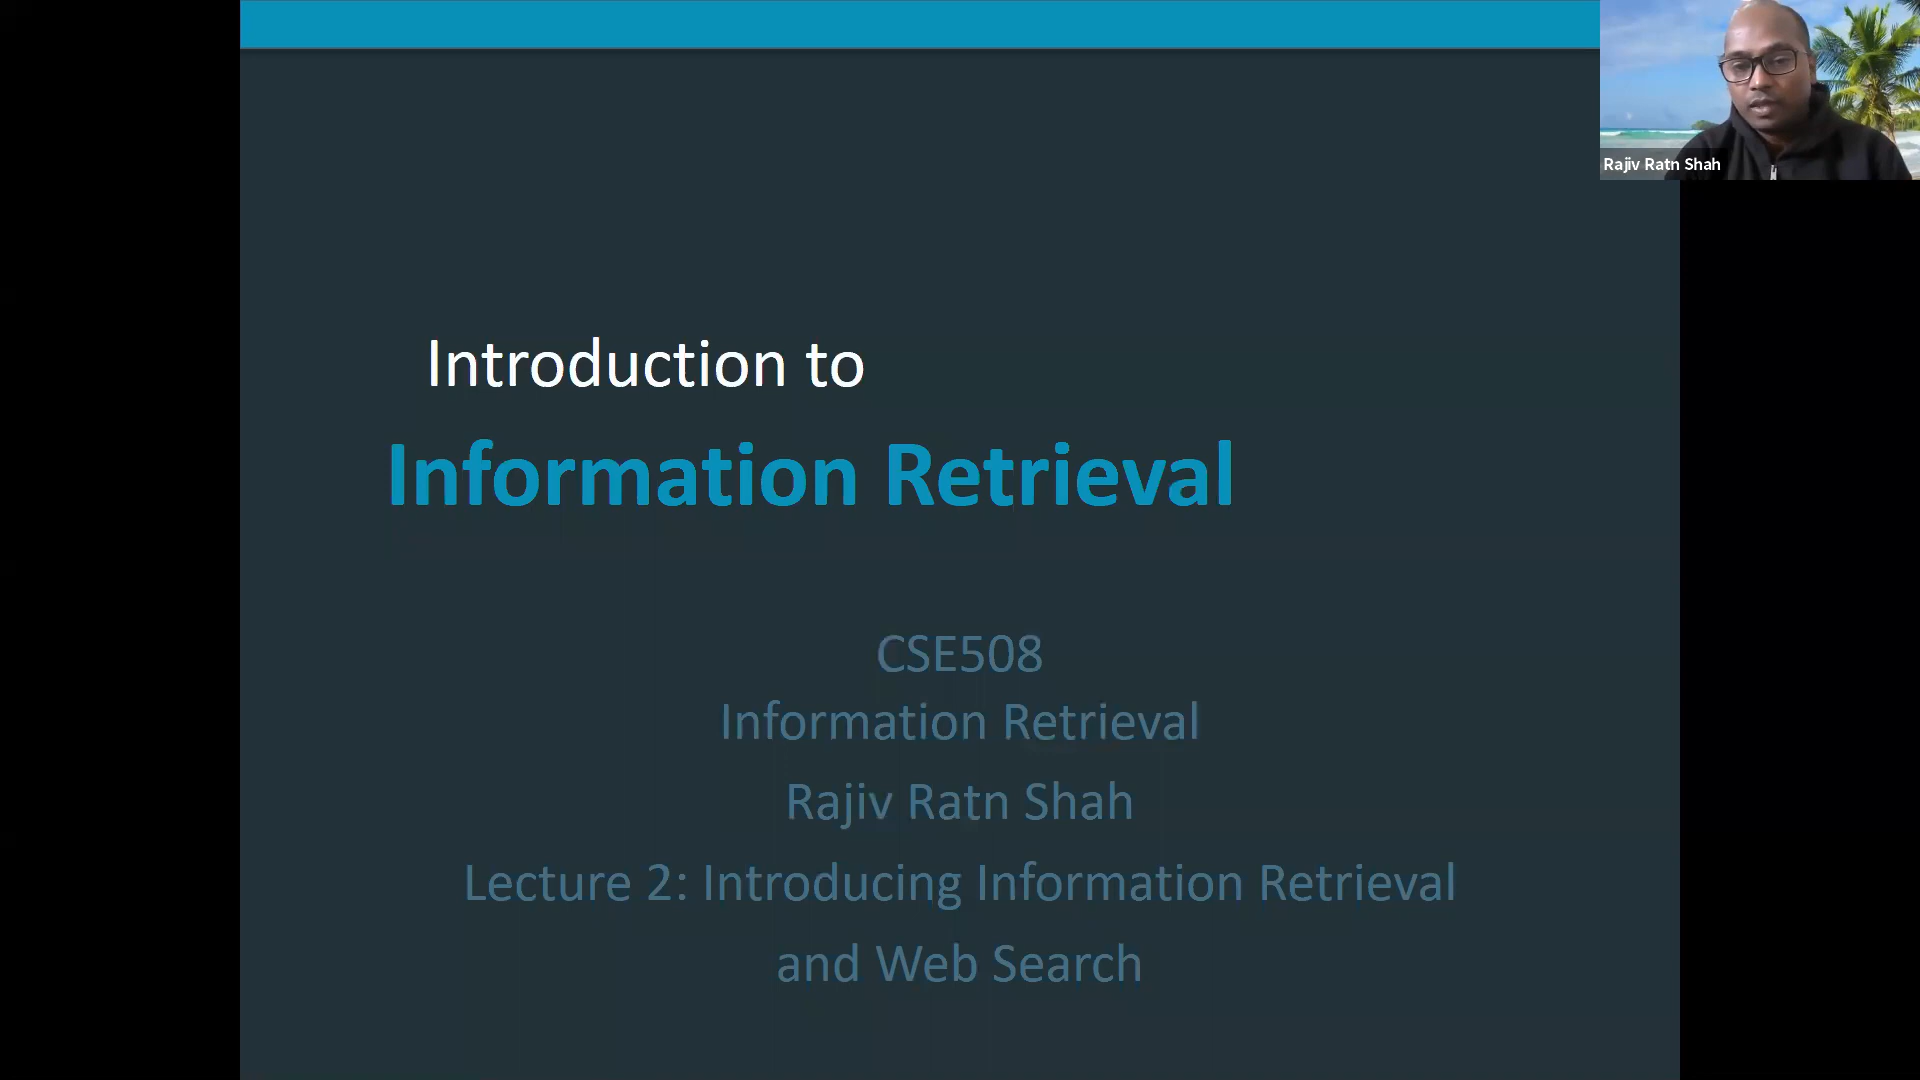 Introduction to
Information Retrieval
CSE508
Information Retrieval
Rajiv Ratn Shah
Lecture 2: Introducing Information Retrieval
and Web Search
Rajiv Ratn Shah